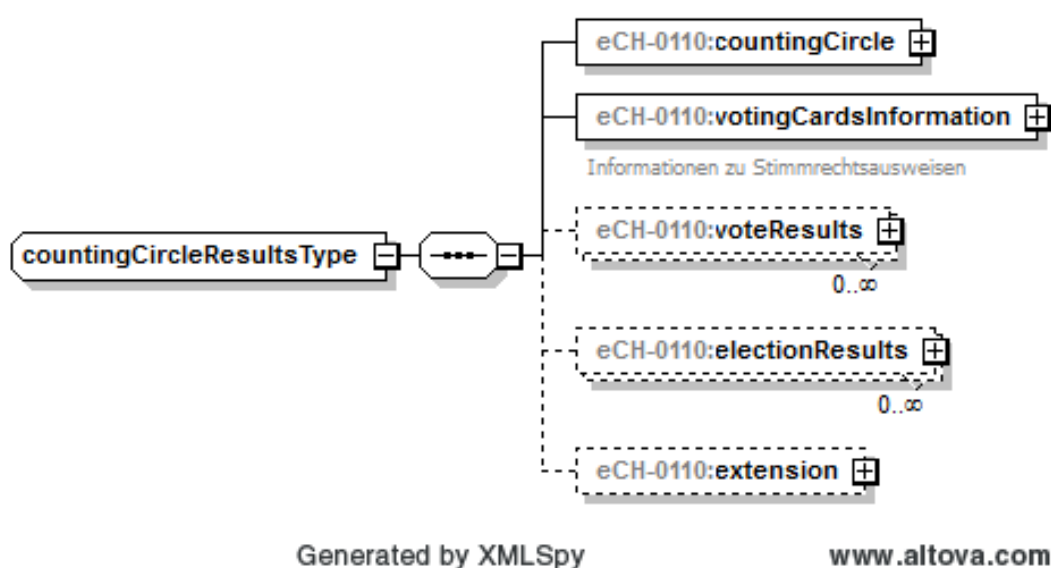 eCH-0110:countingCircle
eCH-0110:votingCardsInformation
Informationen zu Stimmrechtsausweisen
eCH-0110:voteResults
0..∞
countingCircleResultsType
eCH-0110:electionResults
0..∞
eCH-0110:extension
Generated by XMLSpy
www.altova.com